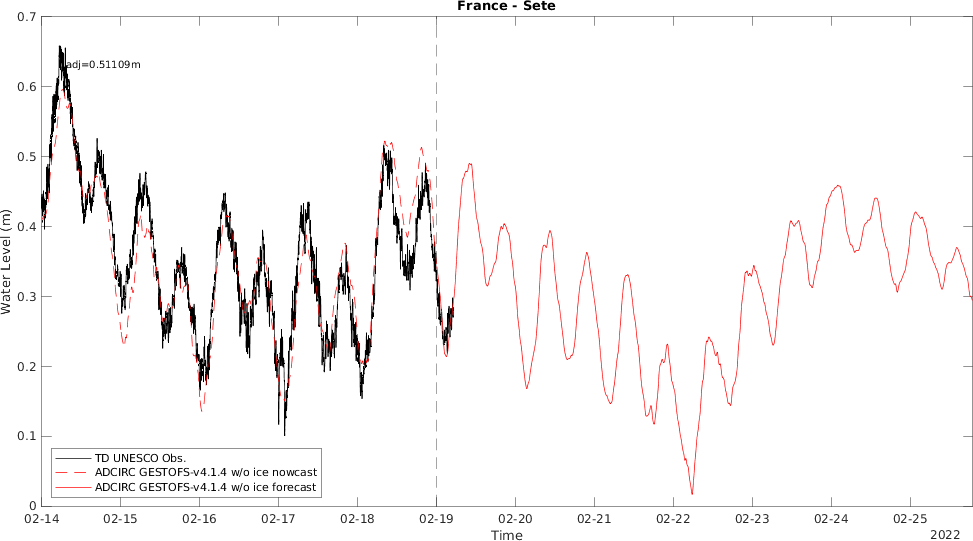 France - Sete
0.7
0.6
0.5
0.4
0.3
0.2
0.1
0
Water Level (m)
adj=0.51109m
TD UNESCO Obs.
ADCIRC GESTOFS-v4.1.4 w/o ice nowcast
ADCIRC GESTOFS-v4.1.4 w/o ice forecast
02-14 02-15 02-16 02-17 02-18 02-19 02-20 02-21 02-22 02-23 02-24 02-25
Time
2022